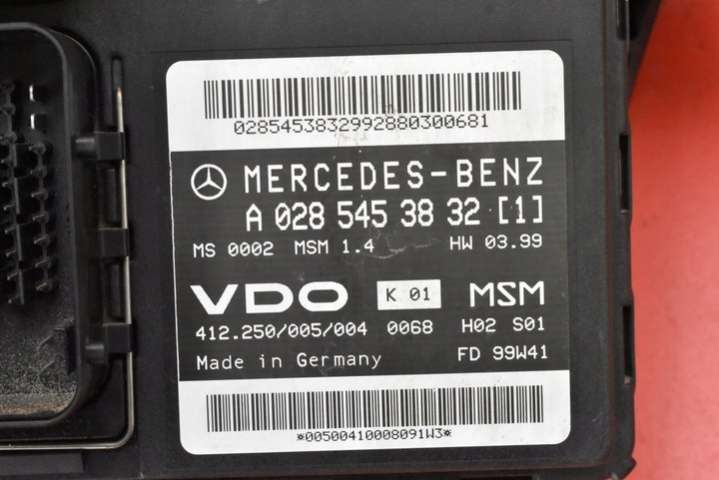 0285453832992880300681
MERCEDES-BENZ
A 028 545 38 32 [1]
MS 0002 MSM 1.4 HW 03.99
VDO K 01 MSM
412.250/005/004 0068 H02 S01
Made in Germany FD 99W41
*00500410008091W3*